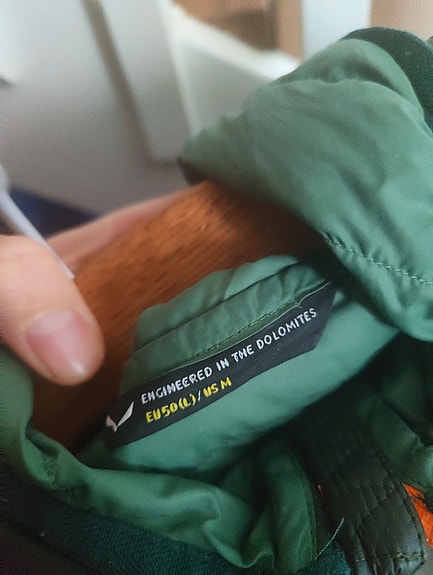 ENGINEERED IN THE DOLOMITES
EU50(L)/US M